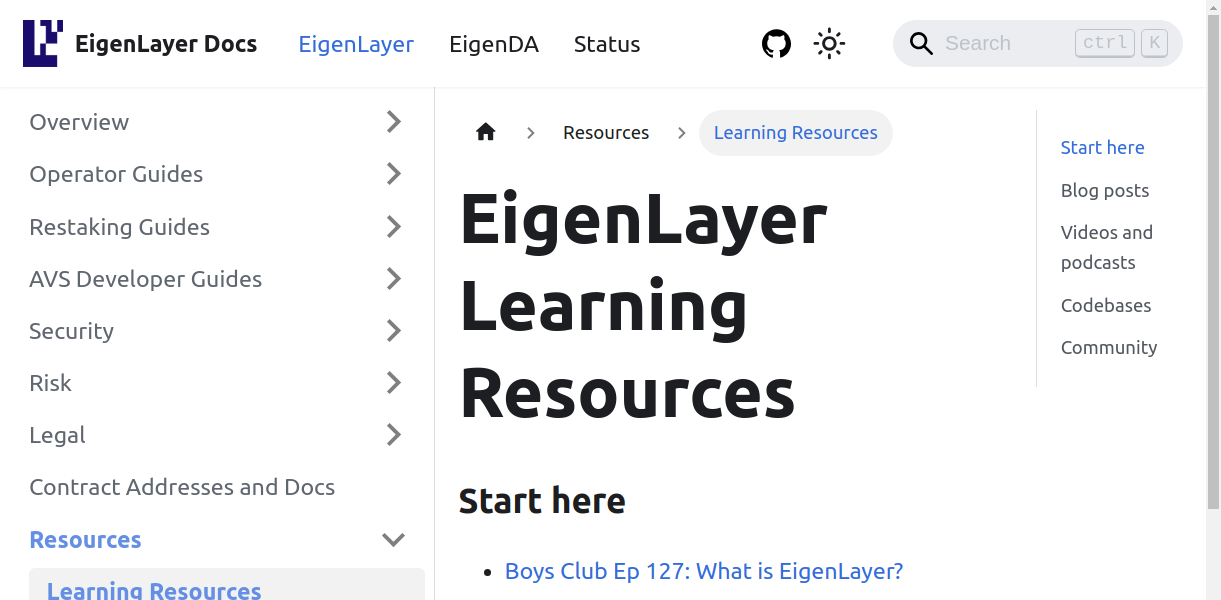 EigenLayer Docs
EigenLayer
EigenDA
Status
Search
ctrl
K
Overview
Operator Guides
Restaking Guides
AVS Developer Guides
Security
Risk
Legal
Contract Addresses and Docs
Resources
Learning Resources
Resources
Learning Resources
EigenLayer
Learning
Resources
Start here
Boys Club Ep 127: What is EigenLayer?
Start here
Blog posts
Videos and
podcasts
Codebases
Community